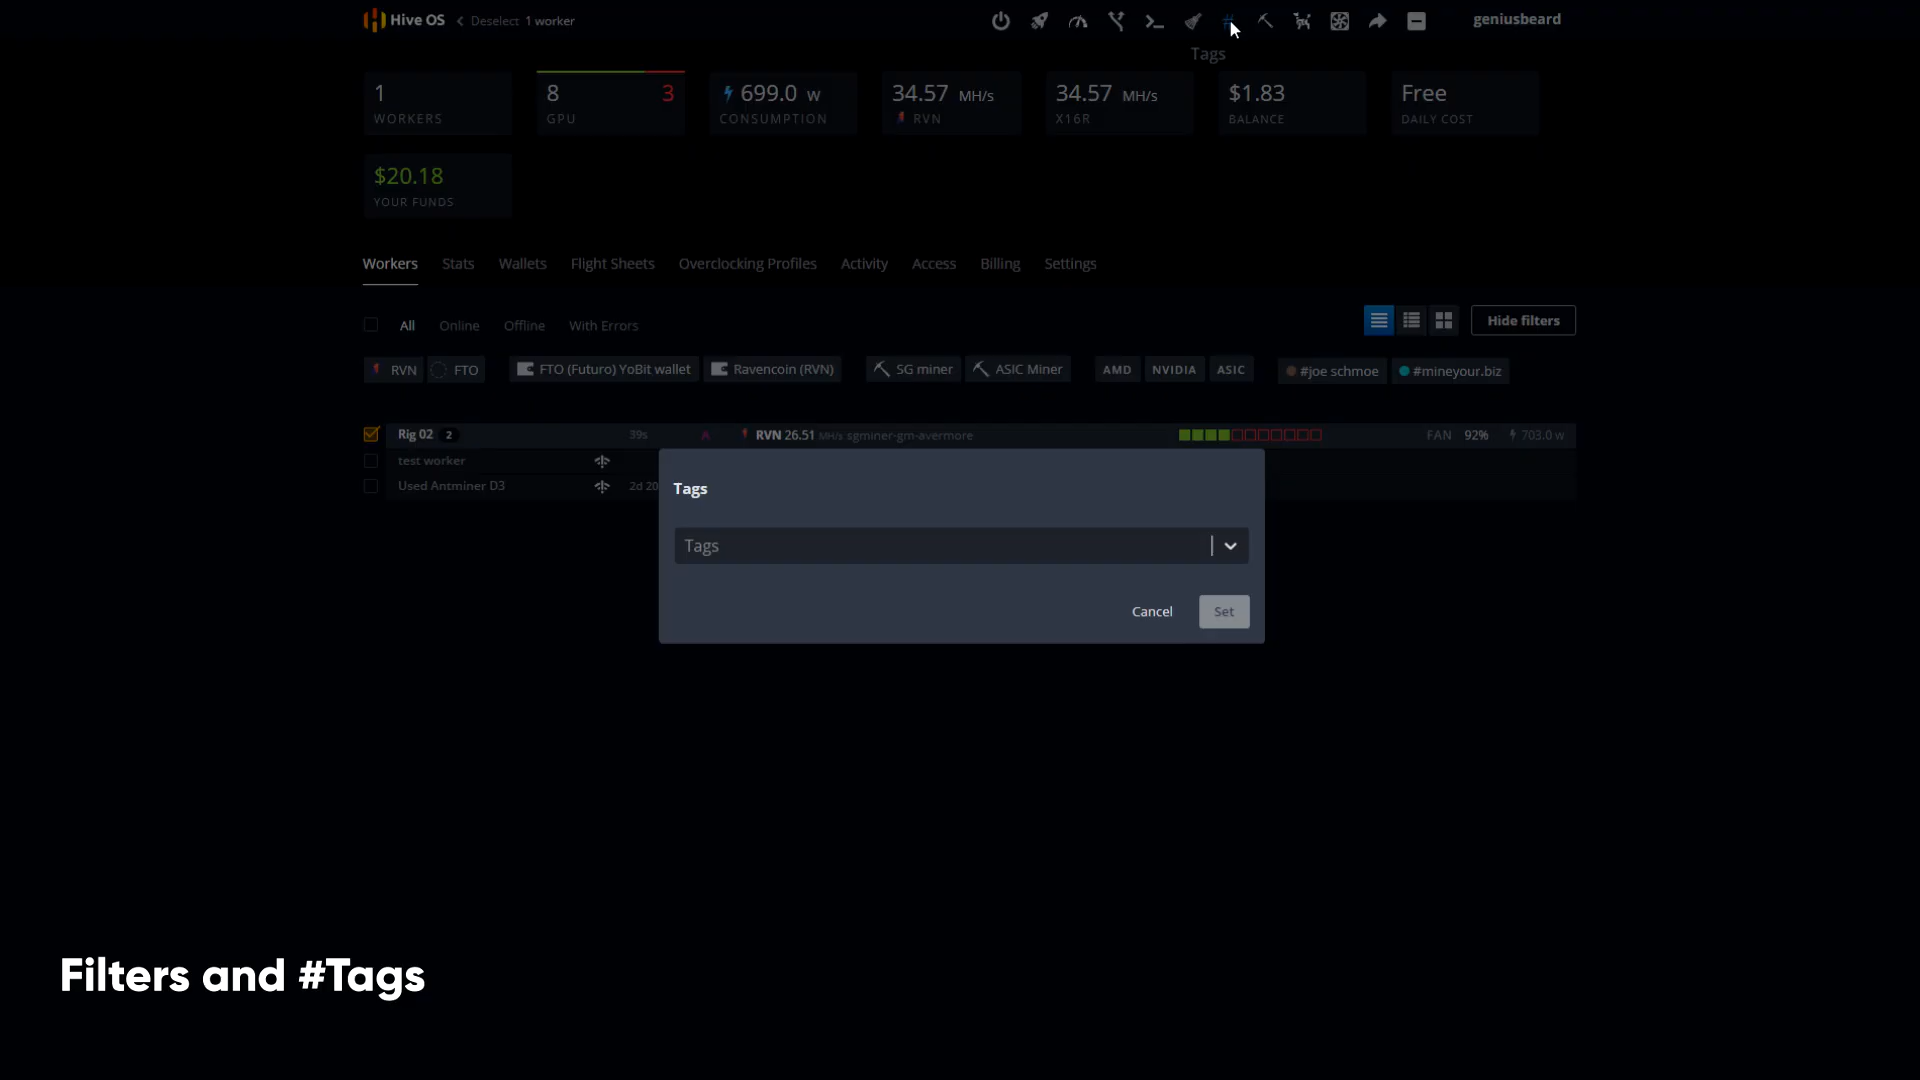 Hive OS < Deselect 1 worker
#
geniusbeard
Tags
1
WORKERS
8 3
GPU
699.0 W
CONSUMPTION
34.57 MH/s
RVN
34.57 MH/s
X16R
$1.83
BALANCE
Free
DAILY COST
$20.18
YOUR FUNDS
Workers Stats Wallets Flight Sheets Overclocking Profiles Activity Access Billing Settings
All Online Offline With Errors
Hide filters
RVN FTO FTO (Futuro) YoBit wallet Ravencoin (RVN) SG miner ASIC Miner AMD NVIDIA ASIC #joe schmoe #mineyour.biz
Rig 02 2 39s A RVN 26.51 MH/s sgminer-gm-avermore FAN 92% 703.0 w
test worker
Used Antminer D3 2d 20
Tags
Tags
Cancel Set
Filters and #Tags